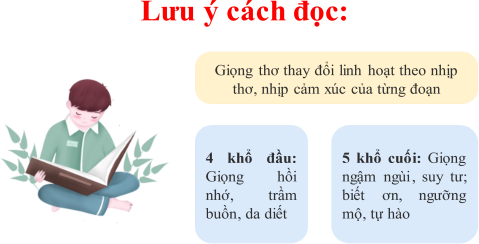 Lưu ý cách đọc:
Giọng thơ thay đổi linh hoạt theo nhịp
thơ, nhịp cảm xúc của từng đoạn
4 khổ đầu:
Giọng hồi
nhớ, trầm
buồn, da diết
5 khổ cuối: Giọng
ngậm ngùi, suy tư;
biết ơn, ngưỡng
mộ, tự hào